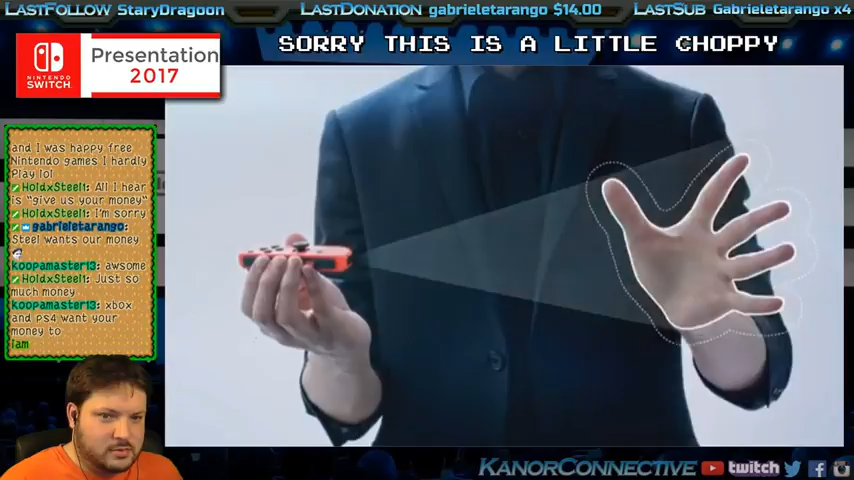 LASTFOLLOW StaryDragoon LASTDONATION gabrieletarango $14.00 LASTSUB Gabrieletarango x4
SORRY THIS IS A LITTLE CHOPPY
NINTENDO
SWITCH
Presentation
2017
and I was happy free
Nintendo games I hardly
Play lol
HoldxSteel1: All I hear
is "give us your money"
HoldxSteel1: I'm sorry
gabrieletarango:
Steel wants our money
koopamaster13: awsome
HoldxSteel1: Just so
much money
koopamaster13: xbox
and ps4 want your
money to
KANORCONNECTIVE twitch